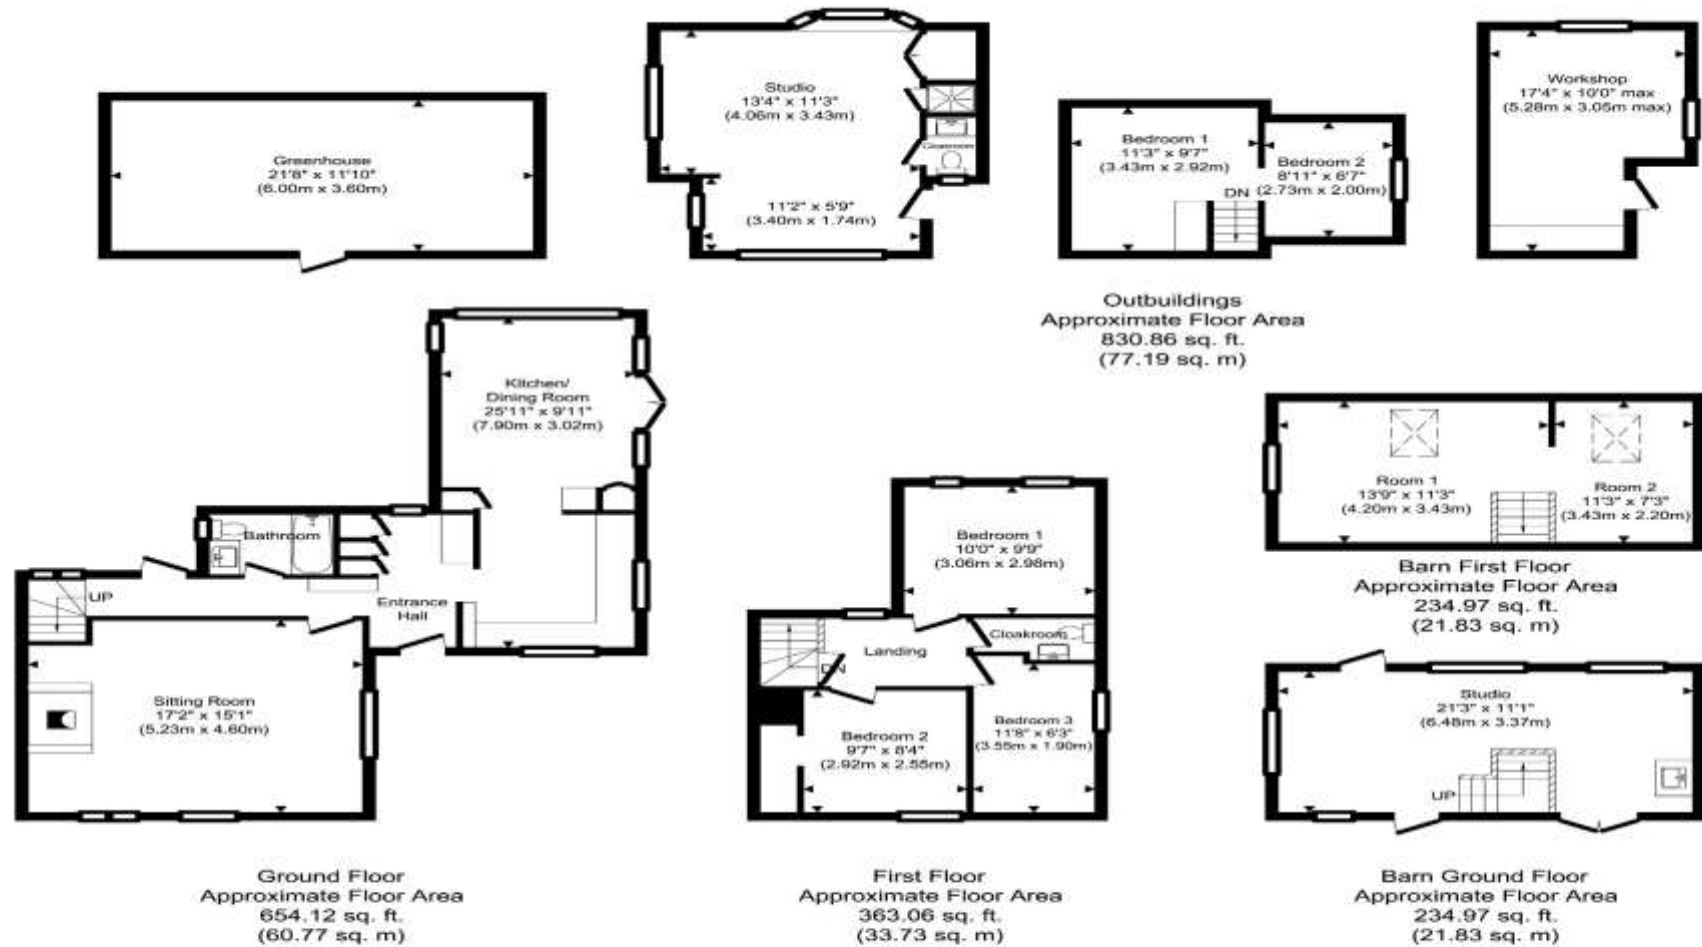 Greenhouse
21'8" x 11'10"
(6.00m x 3.60m)
Studio
13'4" x 11'3"
(4.06m x 3.43m)
Cloakroom
11'2" x 5'9"
(3.40m x 1.74m)
Bedroom 1
11'3" x 9'7"
(3.43m x 2.92m)
DN
Bedroom 2
8'11" x 6'7"
(2.73m x 2.00m)
Workshop
17'4" x 10'0" max
(5.28m x 3.05m max)
Outbuildings
Approximate Floor Area
830.86 sq. ft.
(77.19 sq. m)
Kitchen/
Dining Room
25'11" x 9'11"
(7.90m x 3.02m)
Bathroom
UP
Entrance
Hall
Sitting Room
17'2" x 15'1"
(5.23m x 4.60m)
Ground Floor
Approximate Floor Area
654.12 sq. ft.
(60.77 sq. m)
Bedroom 1
10'0" x 9'9"
(3.06m x 2.98m)
Cloakroom
Landing
DN
Bedroom 2
9'7" x 8'4"
(2.92m x 2.55m)
Bedroom 3
11'8" x 6'3"
(3.55m x 1.90m)
First Floor
Approximate Floor Area
363.06 sq. ft.
(33.73 sq. m)
Room 1
13'9" x 11'3"
(4.20m x 3.43m)
Room 2
11'3" x 7'3"
(3.43m x 2.20m)
Barn First Floor
Approximate Floor Area
234.97 sq. ft.
(21.83 sq. m)
Studio
21'3" x 11'1"
(6.48m x 3.37m)
UP
Barn Ground Floor
Approximate Floor Area
234.97 sq. ft.
(21.83 sq. m)